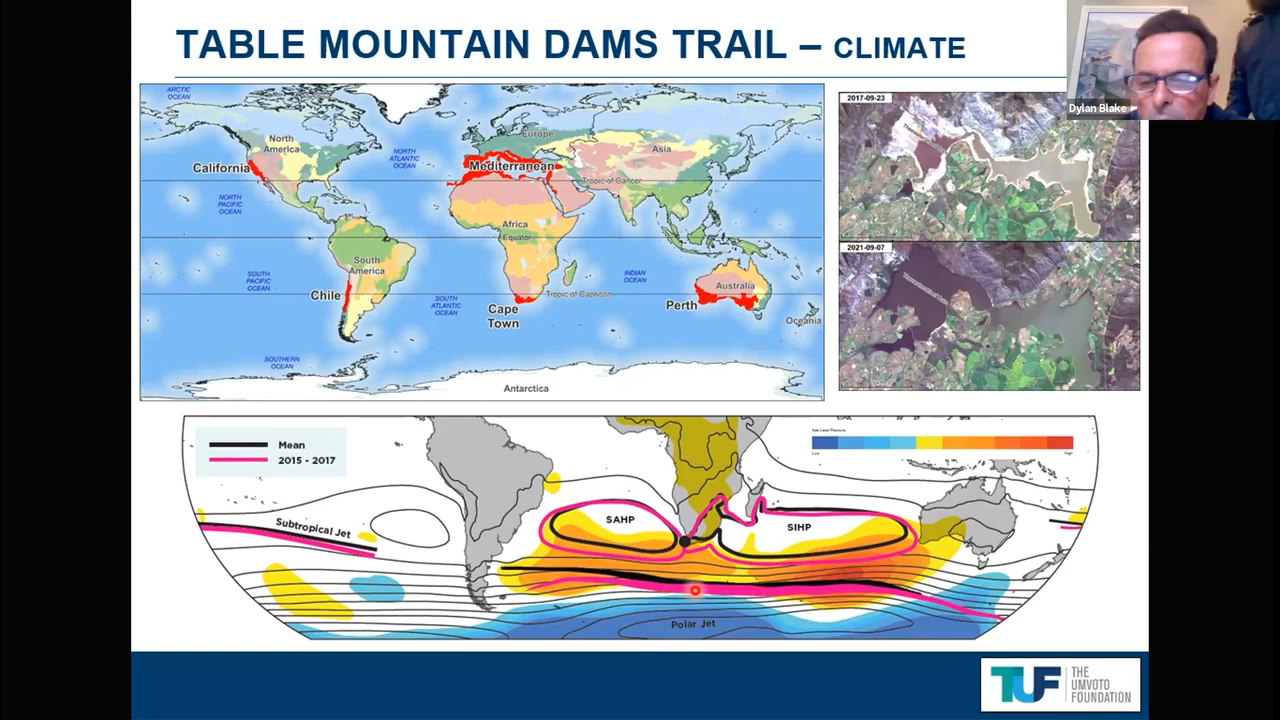 TABLE MOUNTAIN DAMS TRAIL – CLIMATE
Dylan Blake
ARCTIC
OCEAN
North
America
Europe
Asia
NORTH
ATLANTIC
OCEAN
California
Mediterranean
Tropic of Cancer
NORTH
PACIFIC
OCEAN
Africa
Equator
South
America
SOUTH
PACIFIC
OCEAN
INDIAN
OCEAN
Australia
Chile
Tropic of Caprican
SOUTH
ATLANTIC
OCEAN
Cape
Town
Perth
Oceania
SOUTHERN
OCEAN
Antarctica
2017-09-23
2021-09-07
Mean
2015 - 2017
Sea Level Pressure
Low
High
Subtropical Jet
SAHP
SIHP
Polar Jet
TUF
THE
UMVOTO
FOUNDATION